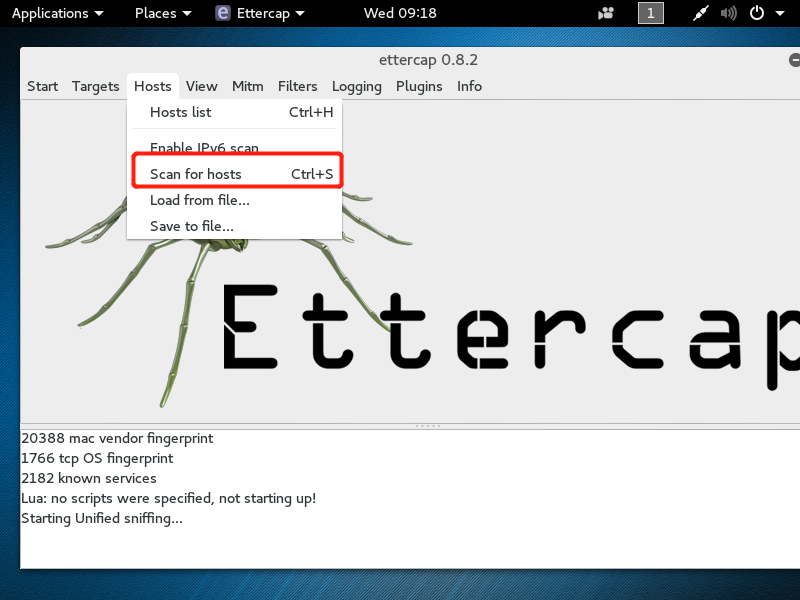 Applications Places Ettercap Wed 09:18 1
ettercap 0.8.2
Start Targets Hosts View Mitm Filters Logging Plugins Info
Hosts list Ctrl+H
Enable IPv6 scan
Scan for hosts Ctrl+S
Load from file...
Save to file...
Ettercap
20388 mac vendor fingerprint
1766 tcp OS fingerprint
2182 known services
Lua: no scripts were specified, not starting up!
Starting Unified sniffing...